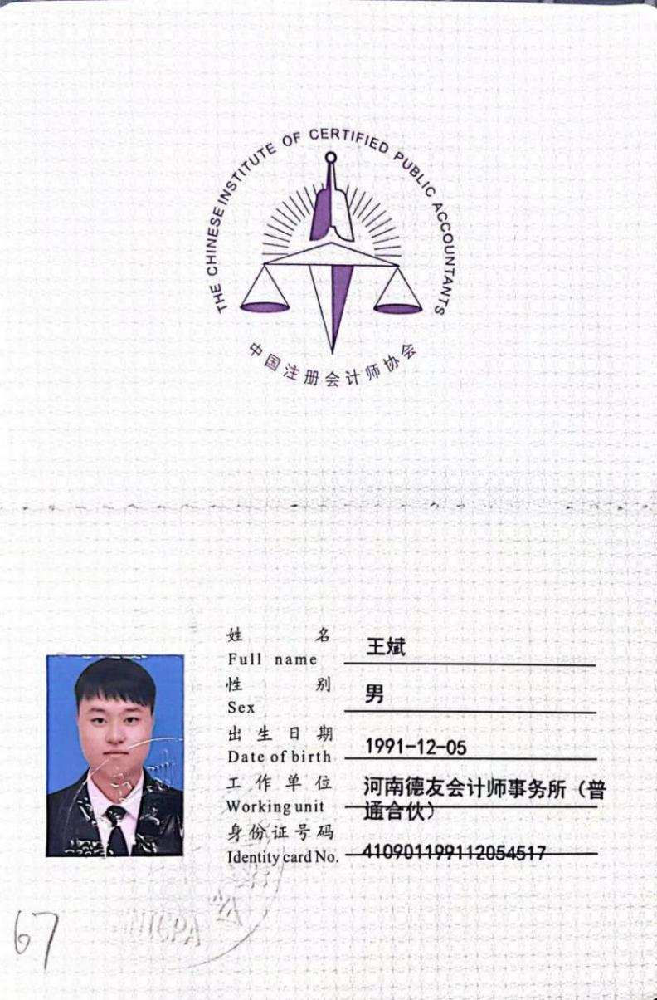 THE CHINESE INSTITUTE OF CERTIFIED PUBLIC ACCOUNTANTS
中国注册会计师协会
姓名 王斌
Full name
性别 男
Sex
出生日期 1991-12-05
Date of birth
工作单位 河南德友会计师事务所（普
Working unit 通合伙）
身份证号码
Identity card No. 410901199112054517
67